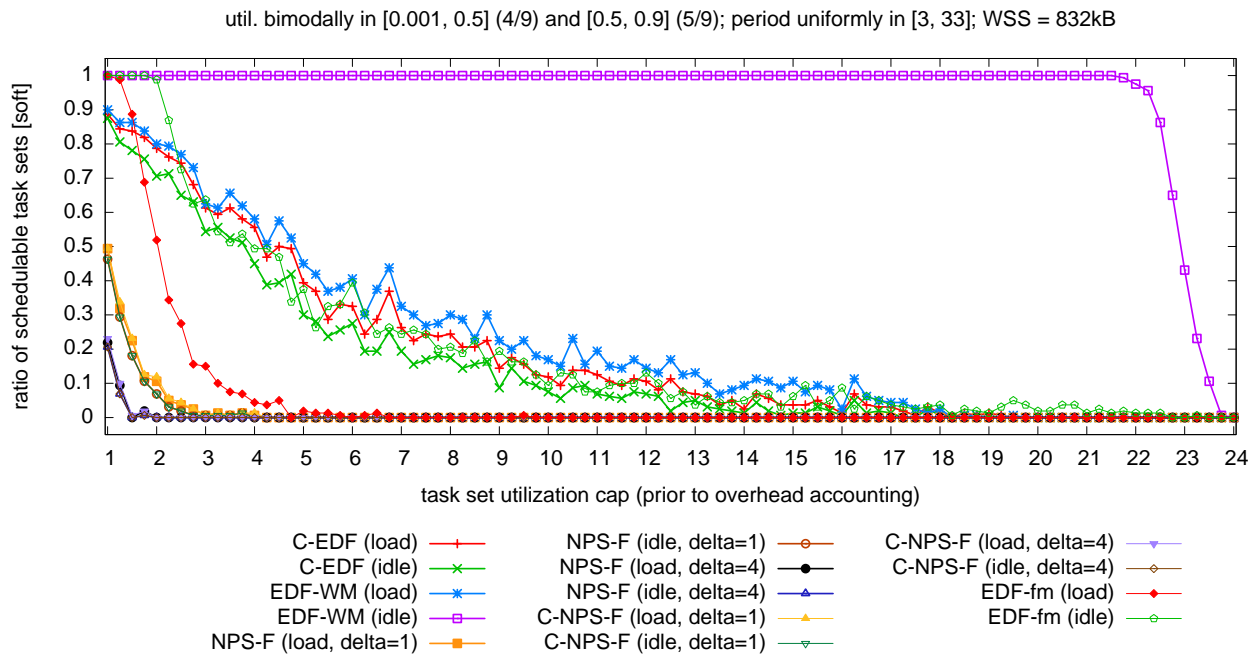 util. bimodally in [0.001, 0.5] (4/9) and [0.5, 0.9] (5/9); period uniformly in [3, 33]; WSS = 832kB
ratio of schedulable task sets [soft]
1
0.9
0.8
0.7
0.6
0.5
0.4
0.3
0.2
0.1
0
1 2 3 4 5 6 7 8 9 10 11 12 13 14 15 16 17 18 19 20 21 22 23 24
task set utilization cap (prior to overhead accounting)
C-EDF (load)
C-EDF (idle)
EDF-WM (load)
EDF-WM (idle)
NPS-F (load, delta=1)
NPS-F (idle, delta=1)
NPS-F (load, delta=4)
NPS-F (idle, delta=4)
C-NPS-F (load, delta=1)
C-NPS-F (idle, delta=1)
C-NPS-F (load, delta=4)
C-NPS-F (idle, delta=4)
EDF-fm (load)
EDF-fm (idle)